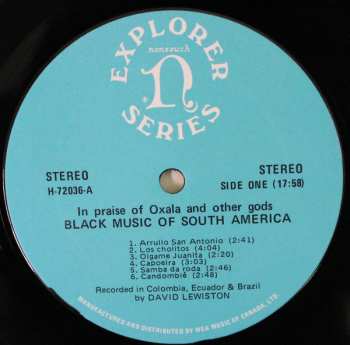 EXPLORER
nonesuch
n
SERIES
STEREO
H-72036-A
STEREO
SIDE ONE (17:58)
In praise of Oxala and other gods
BLACK MUSIC OF SOUTH AMERICA
1. Arrullo San Antonio (2:41)
2. Los cholitos (4:04)
3. Oigame Juanita (2:20)
4. Capoeira (3:03)
5. Samba da roda (2:46)
6. Candomblé (2:48)
Recorded in Colombia, Ecuador & Brazil
by DAVID LEWISTON
MANUFACTURED AND DISTRIBUTED BY WEA MUSIC OF CANADA, LTD.